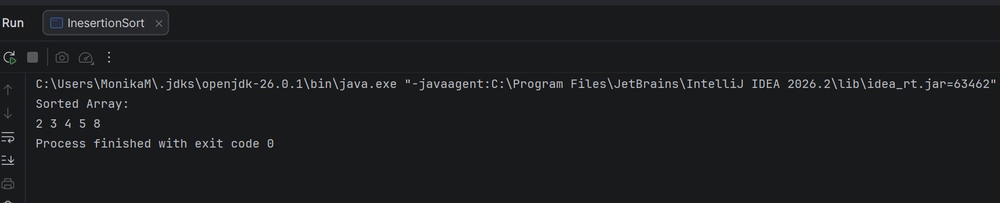 Run InesertionSort
C:\Users\MonikaM\.jdks\openjdk-26.0.1\bin\java.exe "-javaagent:C:\Program Files\JetBrains\IntelliJ IDEA 2026.2\lib\idea_rt.jar=63462"
Sorted Array:
2 3 4 5 8
Process finished with exit code 0